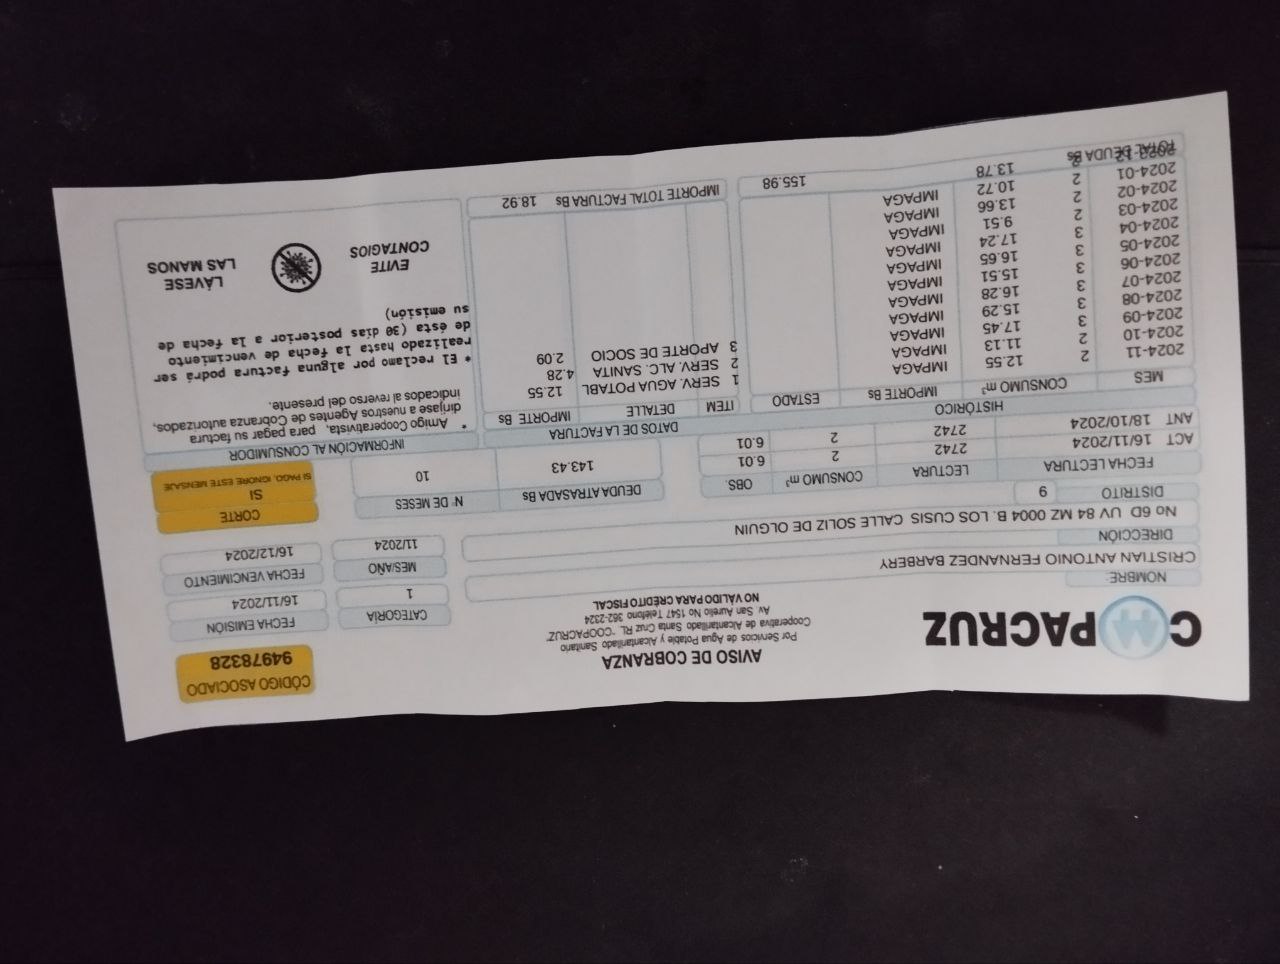 COOPACRUZ
AVISO DE COBRANZA
Por Servicios de Agua Potable y Alcantarillado Sanitario
Cooperativa de Alcantarillado Santa Cruz RL. "COOPACRUZ"
Av. San Aurelio No 1547 Teléfono 362-2324
NO VÁLIDO PARA CRÉDITO FISCAL
CÓDIGO ASOCIADO
94978328
CATEGORÍA
1
FECHA EMISIÓN
16/11/2024
MES/AÑO
11/2024
FECHA VENCIMIENTO
16/12/2024
NOMBRE:
CRISTIAN ANTONIO FERNANDEZ BARBERY
DIRECCIÓN
No 6D UV 84 MZ 0004 B. LOS CUSIS CALLE SOLIZ DE OLGUIN
DISTRITO 9
CORTE
SI
SI PAGO, IGNORE ESTE MENSAJE
FECHA LECTURA LECTURA CONSUMO m³ OBS.
ACT 16/11/2024 2742 2 6.01
ANT 18/10/2024 2742 2 6.01
DEUDA ATRASADA Bs N° DE MESES
143.43 10
HISTÓRICO
MES CONSUMO m³ IMPORTE Bs ESTADO
2024-11 2 12.55 IMPAGA
2024-10 2 11.13 IMPAGA
2024-09 3 17.45 IMPAGA
2024-08 3 15.29 IMPAGA
2024-07 3 16.28 IMPAGA
2024-06 3 15.51 IMPAGA
2024-05 3 16.65 IMPAGA
2024-04 3 17.24 IMPAGA
2024-03 2 9.51 IMPAGA
2024-02 2 13.66 IMPAGA
2024-01 2 10.72 IMPAGA
2023-12 2 13.78
TOTAL DEUDA Bs 155.98
DATOS DE LA FACTURA
ITEM DETALLE IMPORTE Bs
1 SERV. AGUA POTABL 12.55
2 SERV. ALC. SANITA 4.28
3 APORTE DE SOCIO 2.09
IMPORTE TOTAL FACTURA Bs 18.92
INFORMACIÓN AL CONSUMIDOR
* Amigo Cooperativista, para pagar su factura
diríjase a nuestros Agentes de Cobranza autorizados,
indicados al reverso del presente.
* El reclamo por alguna factura podrá ser
realizado hasta la fecha de vencimiento
de ésta (30 días posterior a la fecha de
su emisión)
EVITE
CONTAGIOS
LÁVESE
LAS MANOS